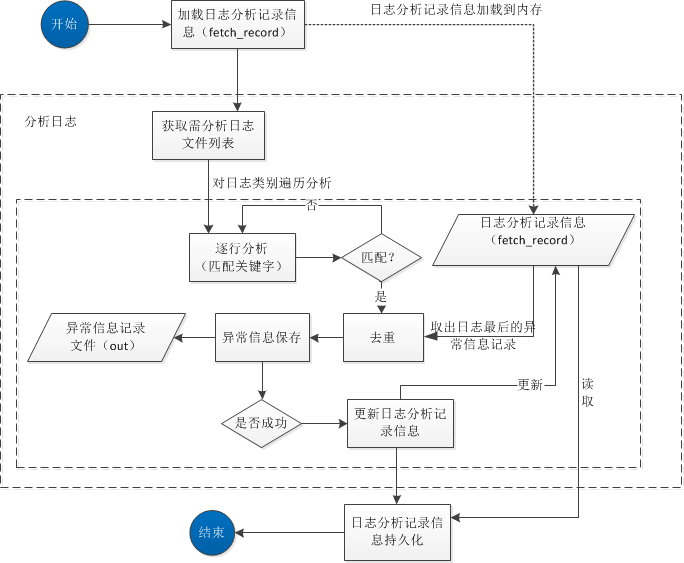 开始
加载日志分析记录信
息（fetch_record）
日志分析记录信息加载到内存
分析日志
获取需分析日志
文件列表
对日志类别遍历分析
否
日志分析记录信息
（fetch_record）
逐行分析
（匹配关键字）
匹配？
是
异常信息记录
文件（out）
异常信息保存
去重
取出日志最后的异
常信息记录
更新
读
取
是否成功
更新日志分析记
录信息
结束
日志分析记录信
息持久化